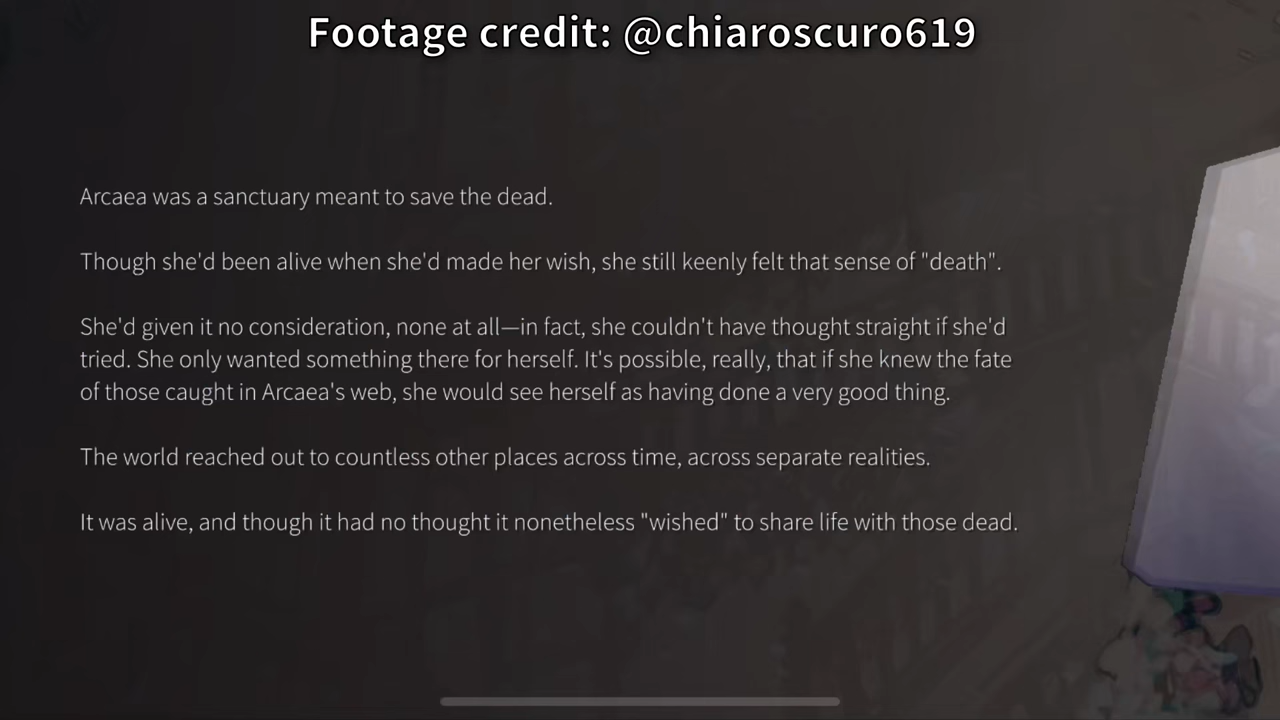 Footage credit: @chiaroscuro619
Arcaea was a sanctuary meant to save the dead.
Though she'd been alive when she'd made her wish, she still keenly felt that sense of "death".
She'd given it no consideration, none at all—in fact, she couldn't have thought straight if she'd
tried. She only wanted something there for herself. It's possible, really, that if she knew the fate
of those caught in Arcaea's web, she would see herself as having done a very good thing.
The world reached out to countless other places across time, across separate realities.
It was alive, and though it had no thought it nonetheless "wished" to share life with those dead.